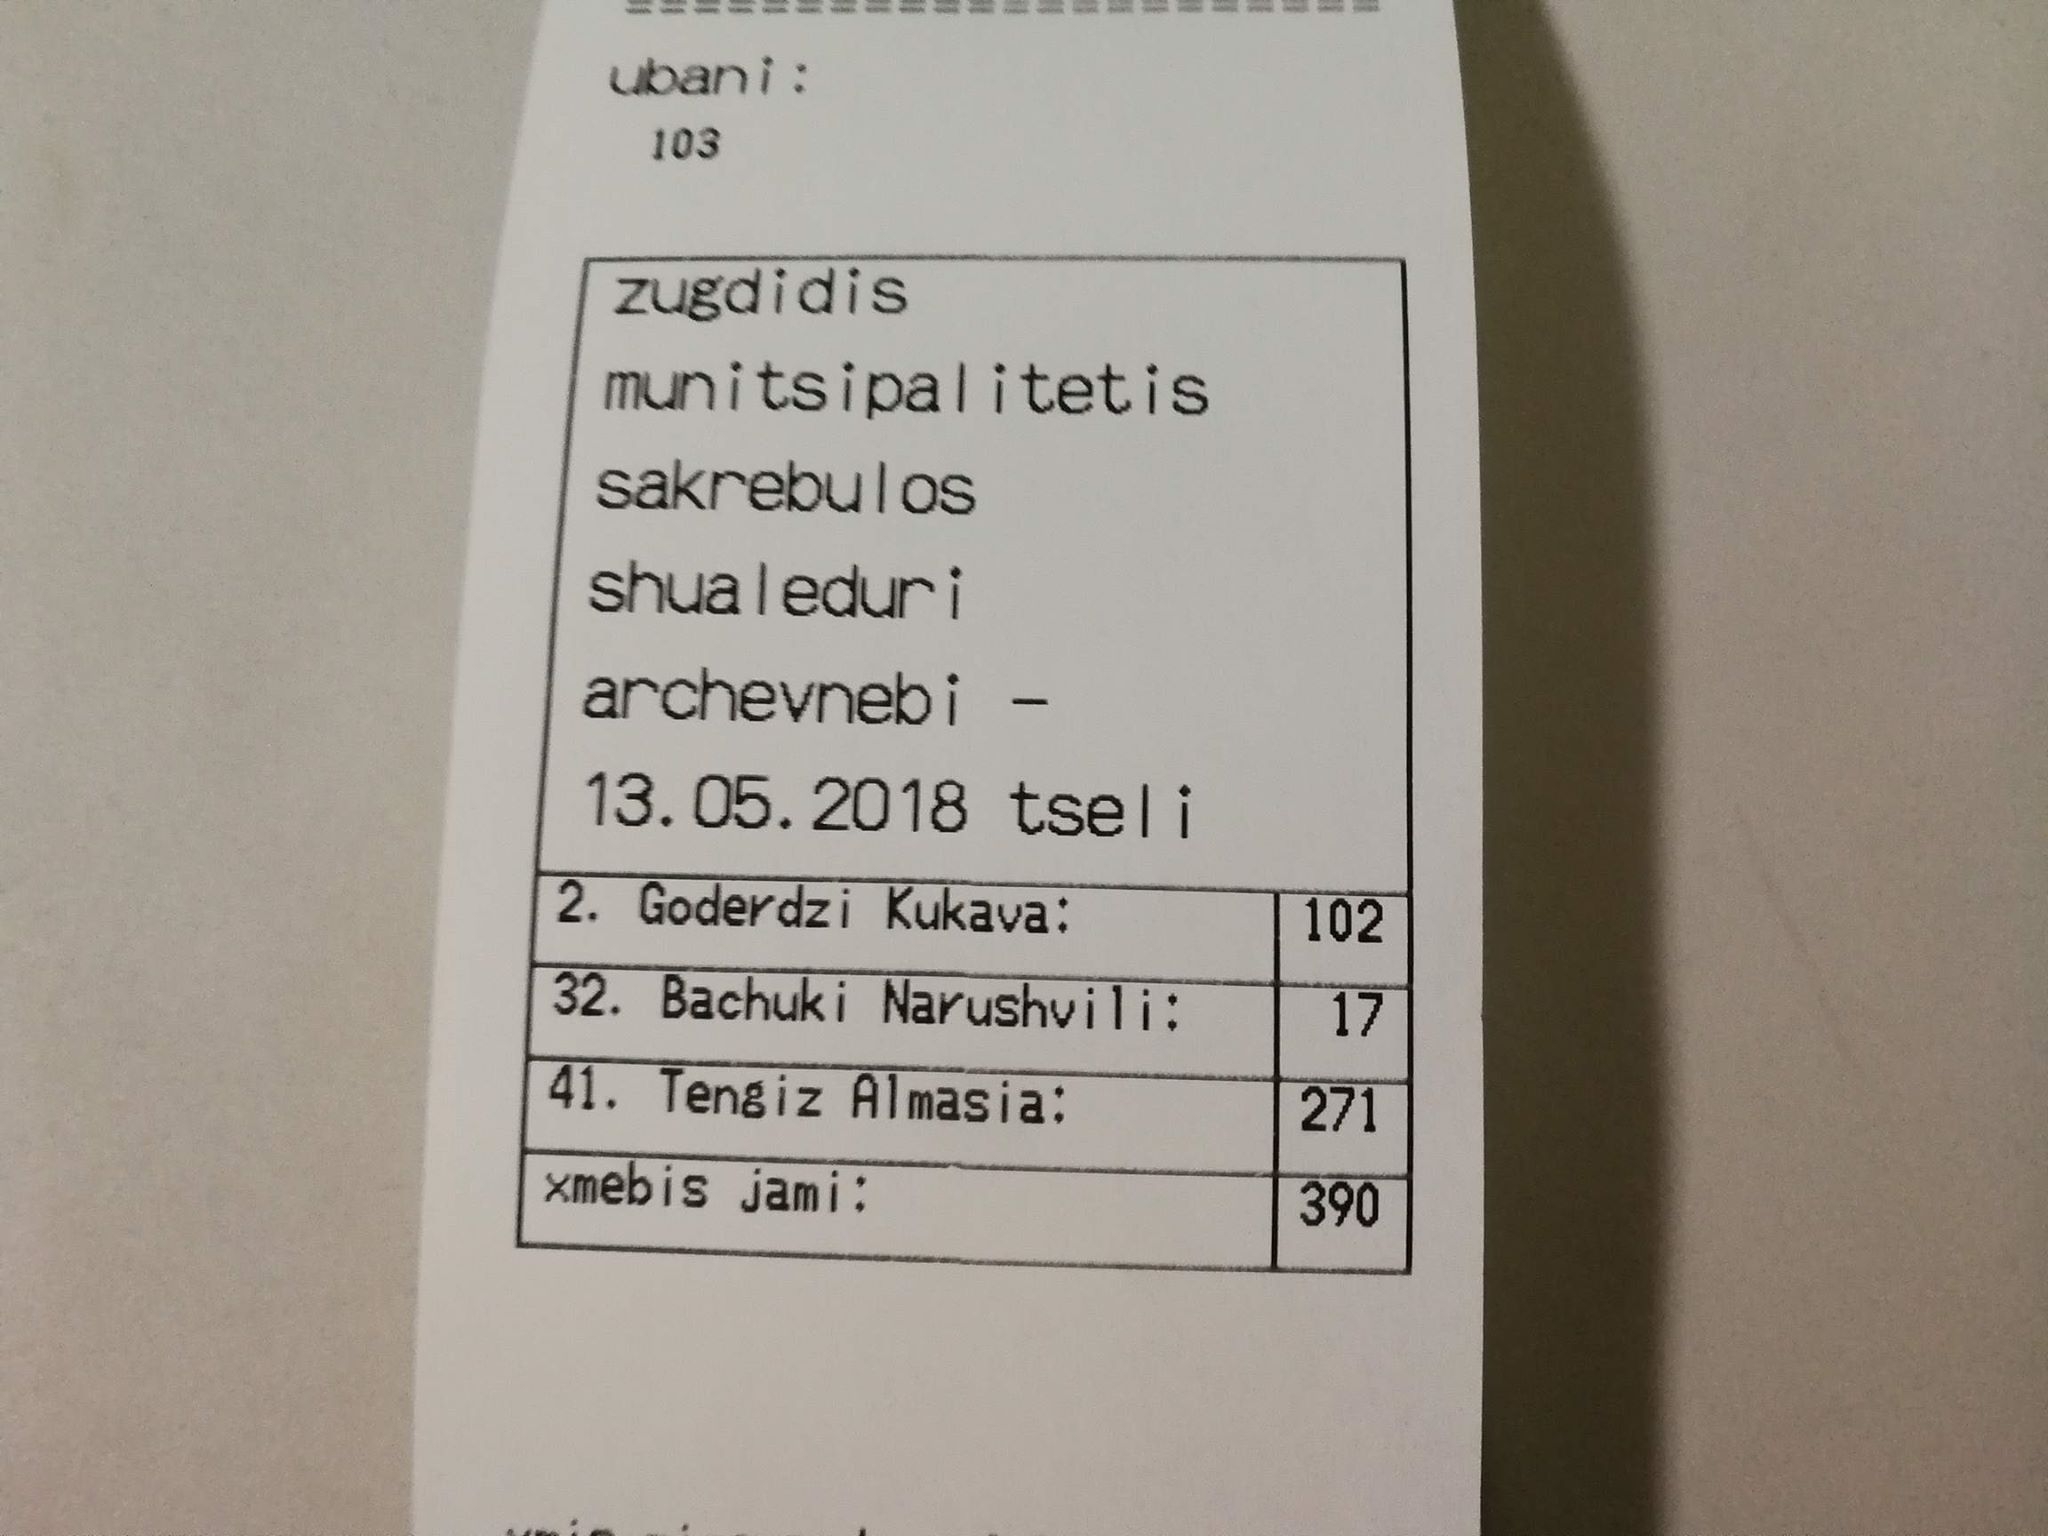 ubani:
103
zugdidis
munitsipalitetis
sakrebulos
shualeduri
archevnebi -
13.05.2018 tseli
2. Goderdzi Kukava: 102
32. Bachuki Narushvili: 17
41. Tengiz Almasia: 271
xmebis jami: 390